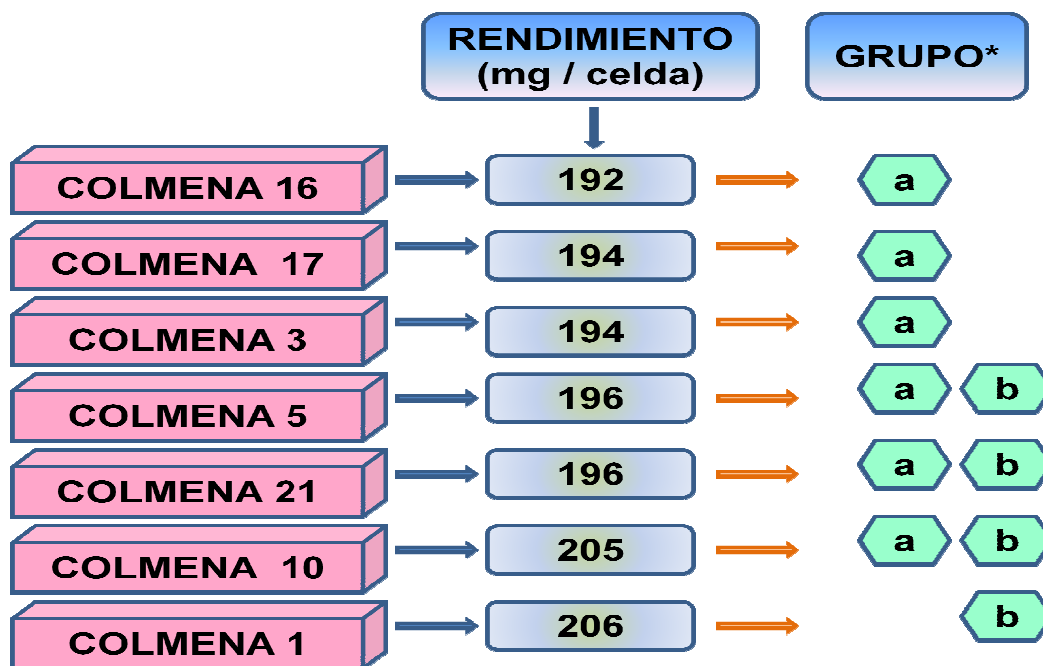 RENDIMIENTO
(mg / celda)
GRUPO*
COLMENA 16 192 a
COLMENA 17 194 a
COLMENA 3 194 a
COLMENA 5 196 a b
COLMENA 21 196 a b
COLMENA 10 205 a b
COLMENA 1 206 b